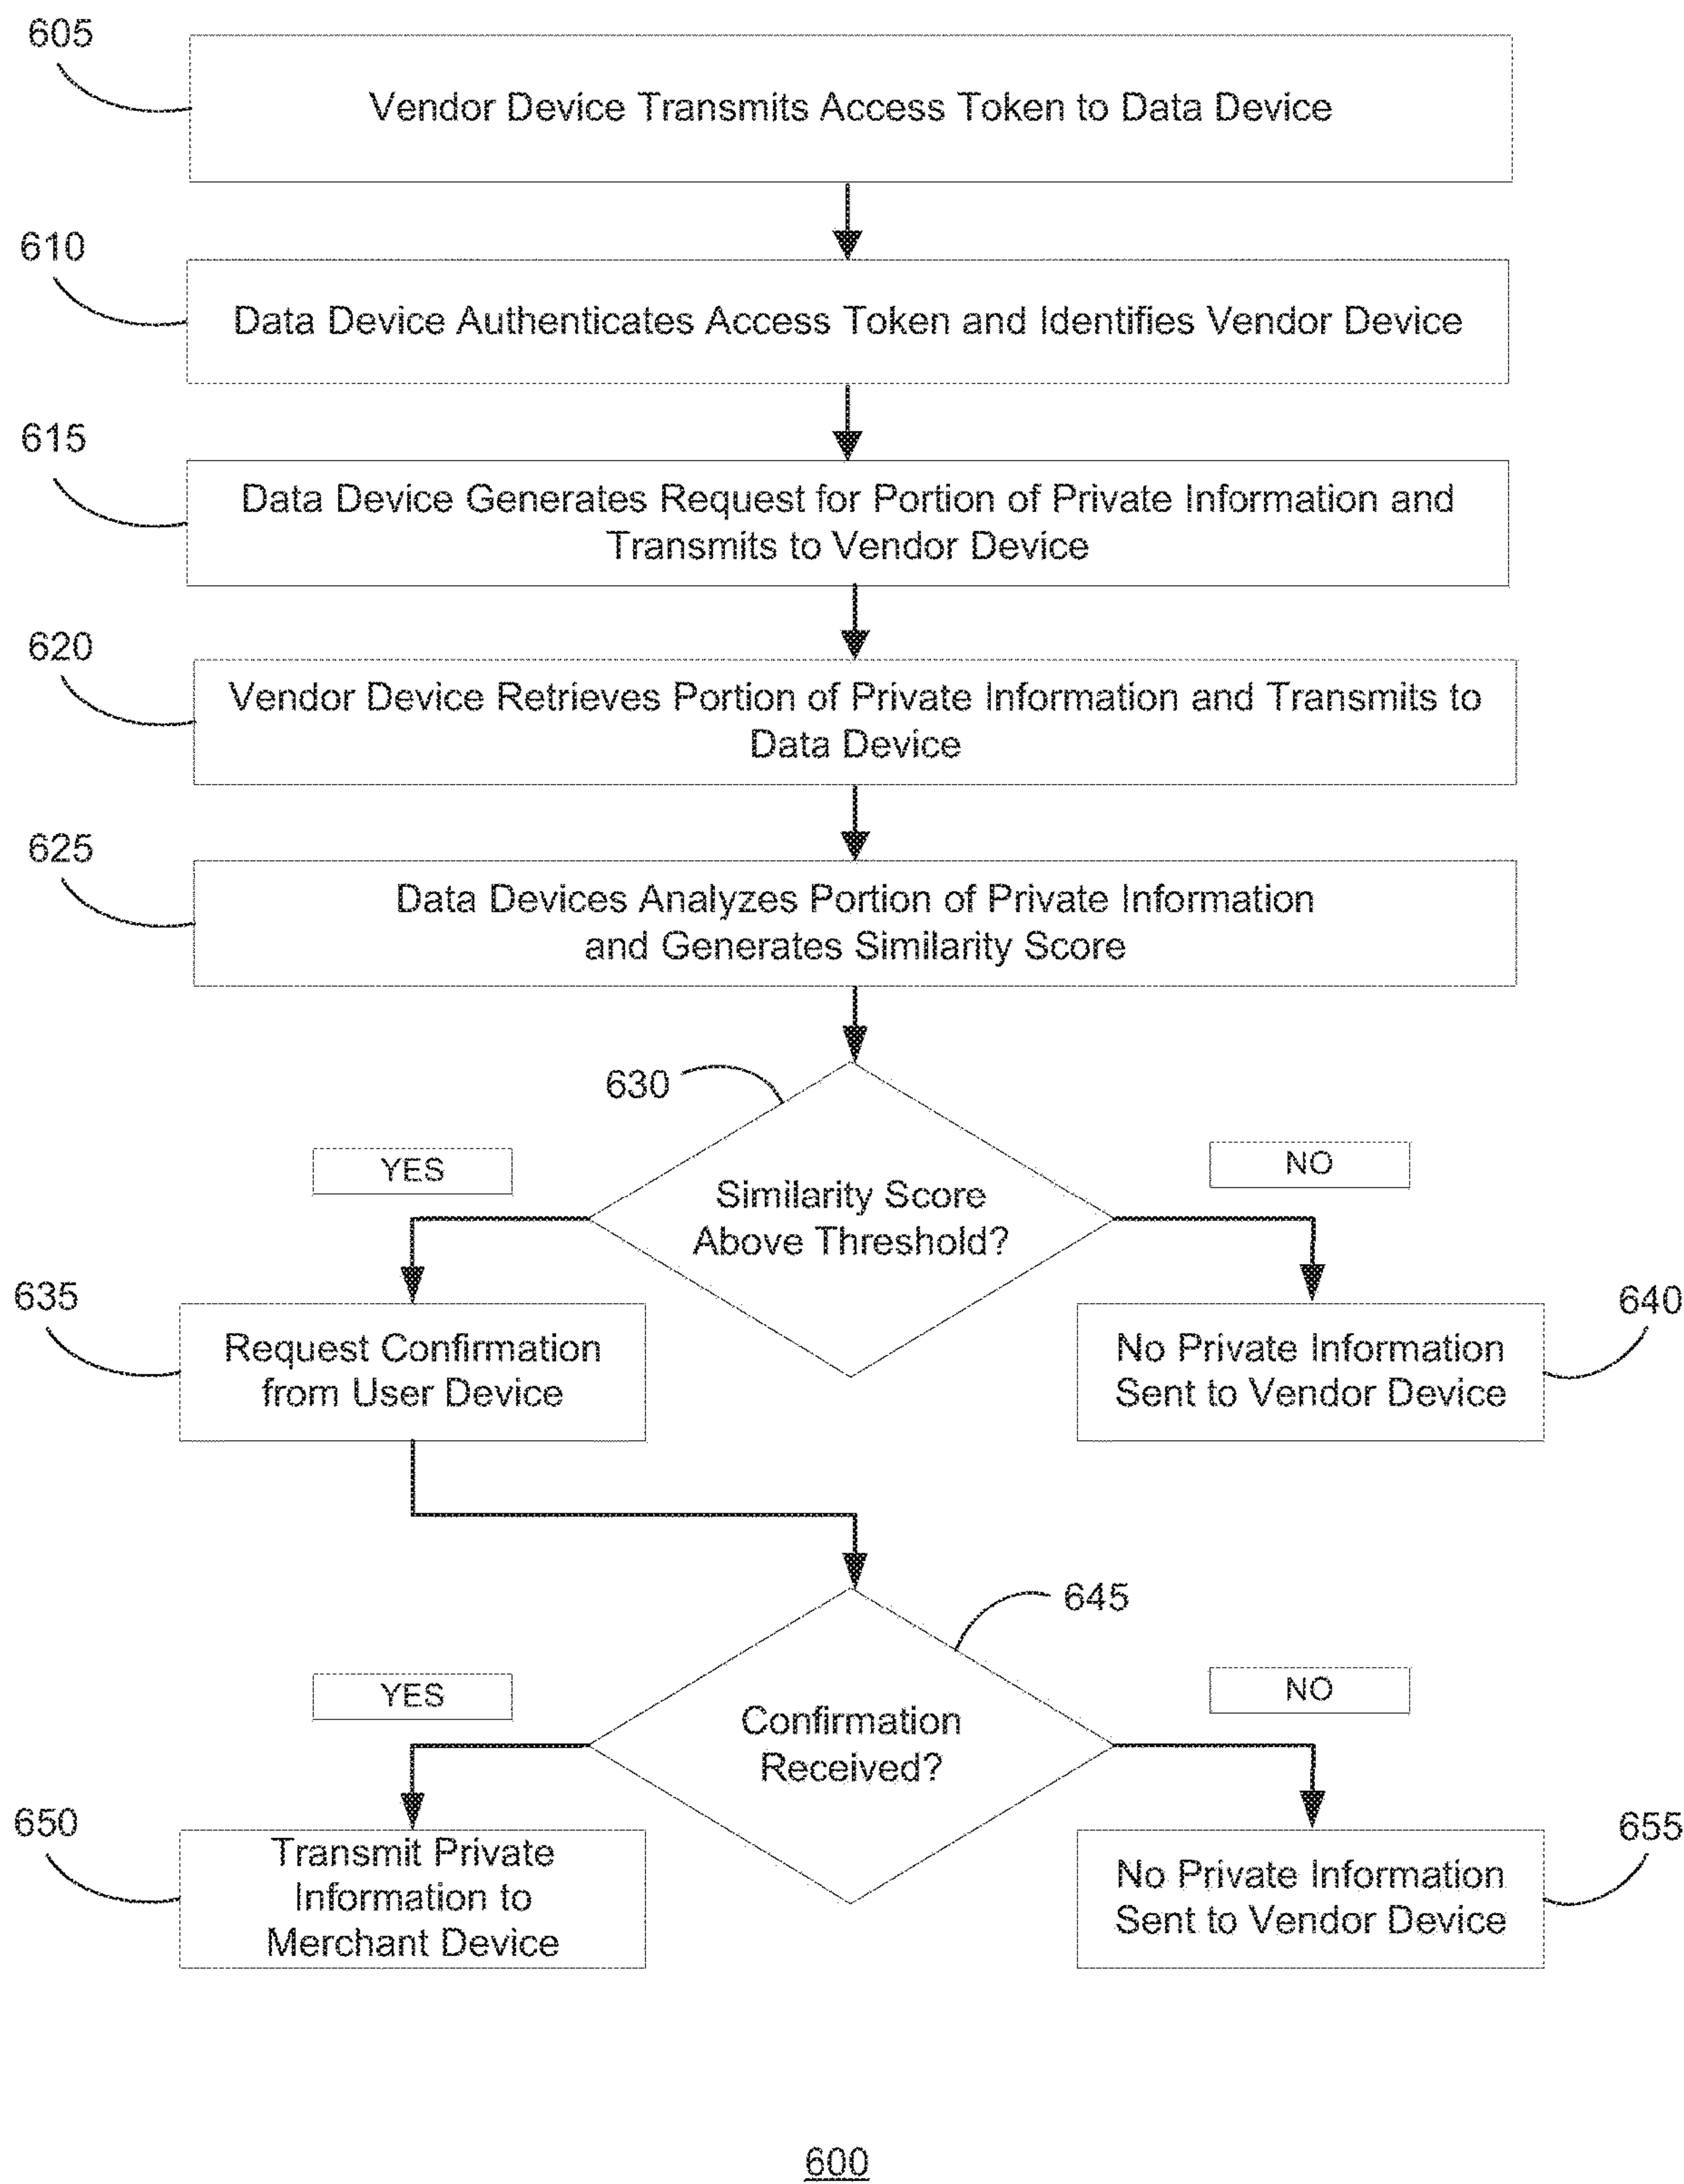 605
Vendor Device Transmits Access Token to Data Device
610
Data Device Authenticates Access Token and Identifies Vendor Device
615
Data Device Generates Request for Portion of Private Information and
Transmits to Vendor Device
620
Vendor Device Retrieves Portion of Private Information and Transmits to
Data Device
625
Data Devices Analyzes Portion of Private Information
and Generates Similarity Score
630
YES
NO
Similarity Score
Above Threshold?
635
Request Confirmation
from User Device
640
No Private Information
Sent to Vendor Device
645
YES
NO
Confirmation
Received?
650
Transmit Private
Information to
Merchant Device
655
No Private Information
Sent to Vendor Device
600